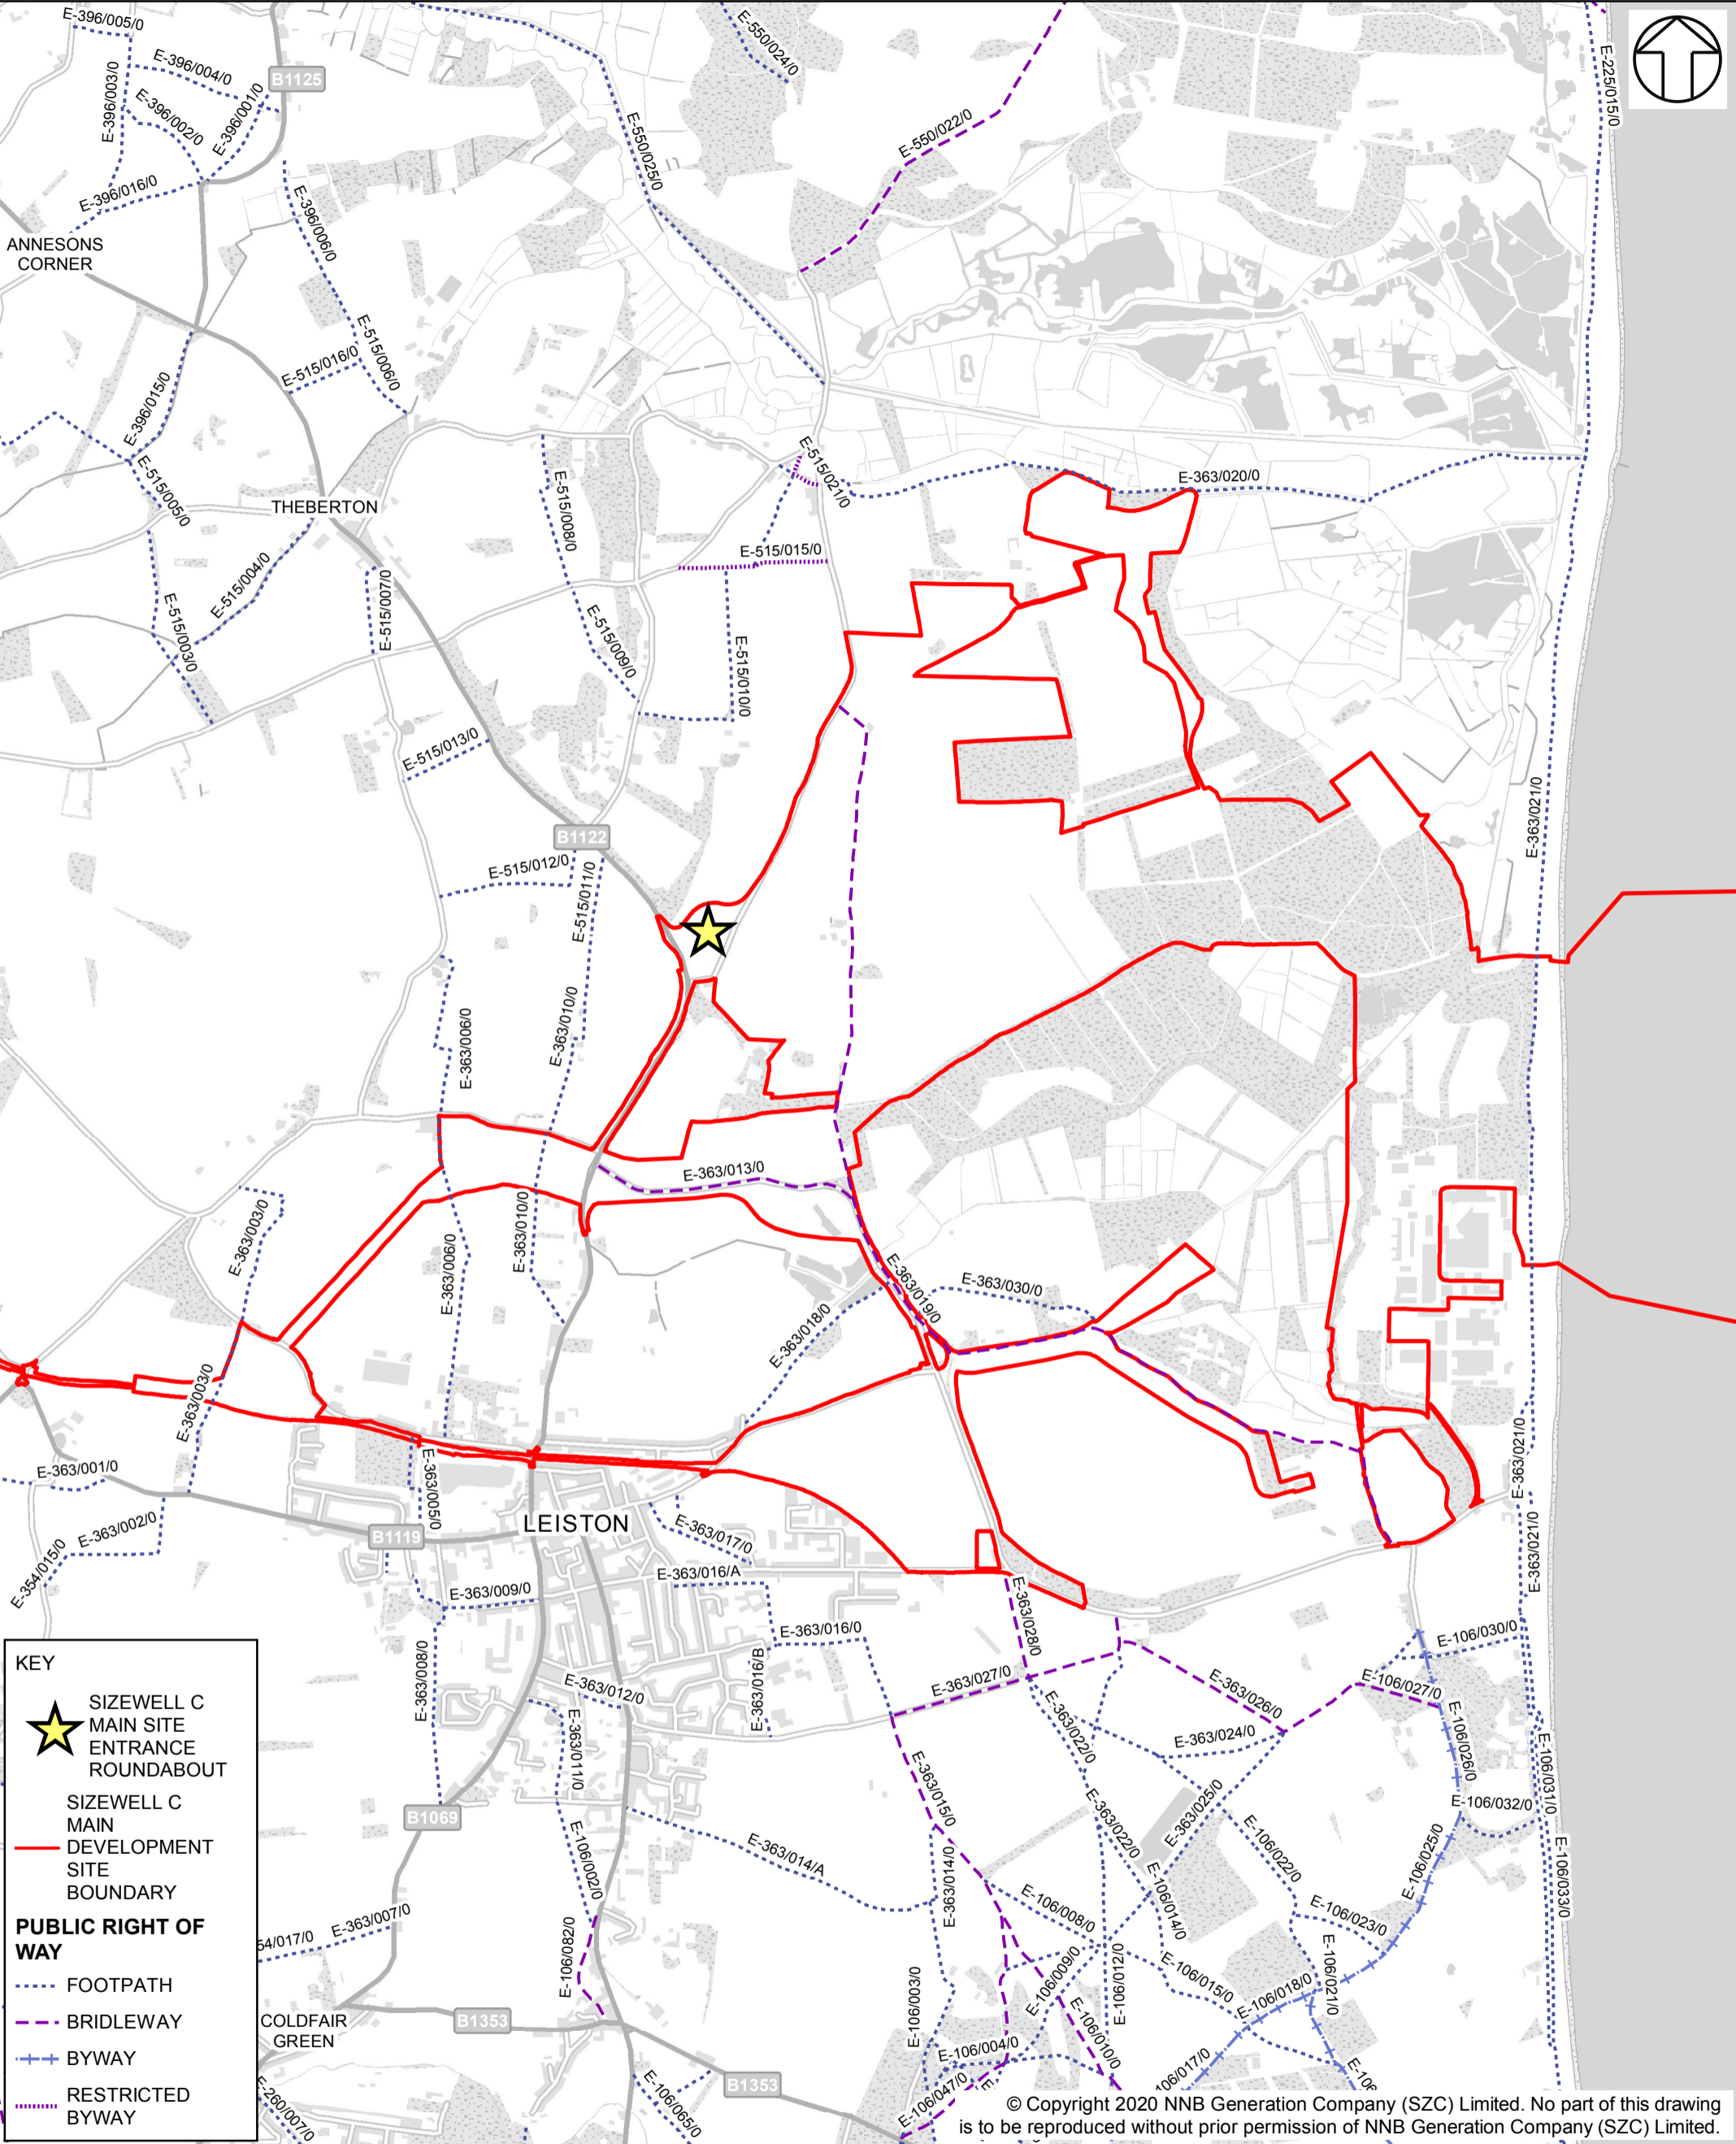 E-396/005/0
E-550/024/0
E-225/015/0
E-396/003/0
E-396/004/0
B1125
E-396/002/0
E-396/001/0
E-550/022/0
E-550/025/0
E-396/016/0
E-396/006/0
ANNESONS
CORNER
E-515/006/0
E-515/016/0
E-396/015/0
E-515/021/0
E-363/020/0
E-515/005/0
THEBERTON
E-515/008/0
E-515/015/0
E-515/004/0
E-515/007/0
E-515/003/0
E-515/009/0
E-515/010/0
E-515/013/0
E-363/021/0
B1122
E-515/012/0
E-515/011/0
E-363/010/0
E-363/006/0
E-363/013/0
E-363/003/0
E-363/010/0
E-363/006/0
E-363/019/0
E-363/030/0
E-363/018/0
E-363/003/0
E-363/021/0
E-363/001/0
E-363/005/0
E-363/002/0
B1119
LEISTON
E-363/017/0
E-363/021/0
E-354/015/0
E-363/009/0
E-363/016/A
E-363/028/0
E-363/016/0
E-106/030/0
E-363/008/0
E-363/016/B
E-363/027/0
E-363/026/0
E-106/027/0
E-363/012/0
E-363/022/0
E-363/024/0
E-106/026/0
E-363/011/0
E-363/015/0
E-106/031/0
B1069
E-363/022/0
E-363/025/0
E-106/032/0
E-106/002/0
E-363/014/A
E-363/014/0
E-106/022/0
E-106/025/0
E-106/033/0
E-363/007/0
54/017/0
E-106/008/0
E-106/014/0
E-106/023/0
E-106/082/0
E-106/009/0
E-106/012/0
E-106/015/0
E-106/018/0
E-106/021/0
E-106/003/0
COLDFAIR
GREEN
B1353
E-106/010/0
E-106/004/0
B1353
E-106/047/0
E
106/017/0
E-106
E-260/007/0
E-106/065/0
KEY
SIZEWELL C
MAIN SITE
ENTRANCE
ROUNDABOUT
SIZEWELL C
MAIN
DEVELOPMENT
SITE
BOUNDARY
PUBLIC RIGHT OF
WAY
FOOTPATH
BRIDLEWAY
BYWAY
RESTRICTED
BYWAY
© Copyright 2020 NNB Generation Company (SZC) Limited. No part of this drawing
is to be reproduced without prior permission of NNB Generation Company (SZC) Limited.